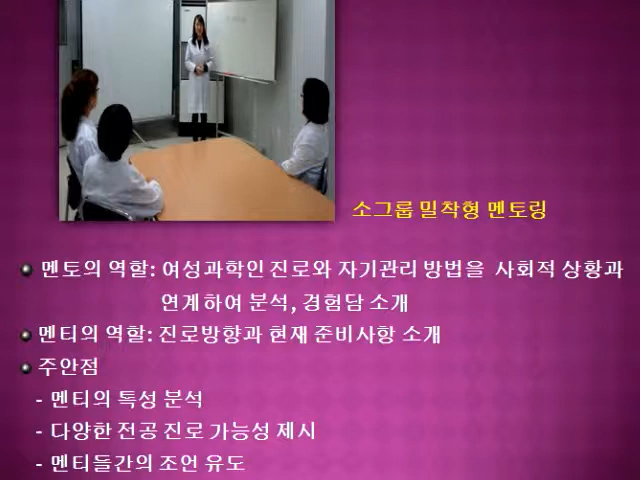 소그룹 밀착형 멘토링
멘토의 역할: 여성과학인 진로와 자기관리 방법을 사회적 상황과
연계하여 분석, 경험담 소개
멘티의 역할: 진로방향과 현재 준비사항 소개
주안점
- 멘티의 특성 분석
- 다양한 전공 진로 가능성 제시
- 멘티들간의 조언 유도